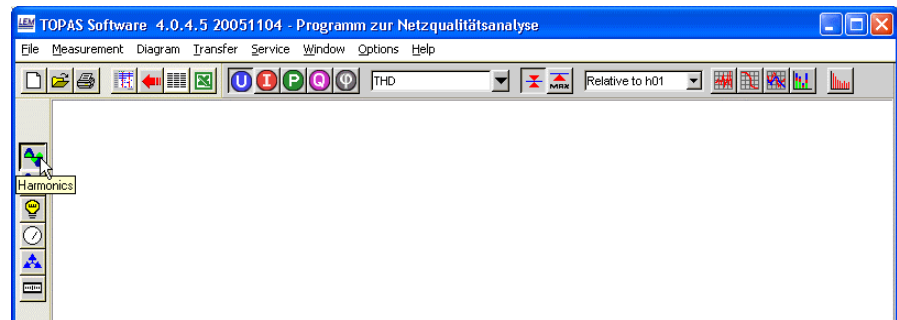 LEM TOPAS Software 4.0.4.5 20051104 - Programm zur Netzqualitätsanalyse
File Measurement Diagram Transfer Service Window Options Help
U I P Q φ THD MAX Relative to h01
Harmonics